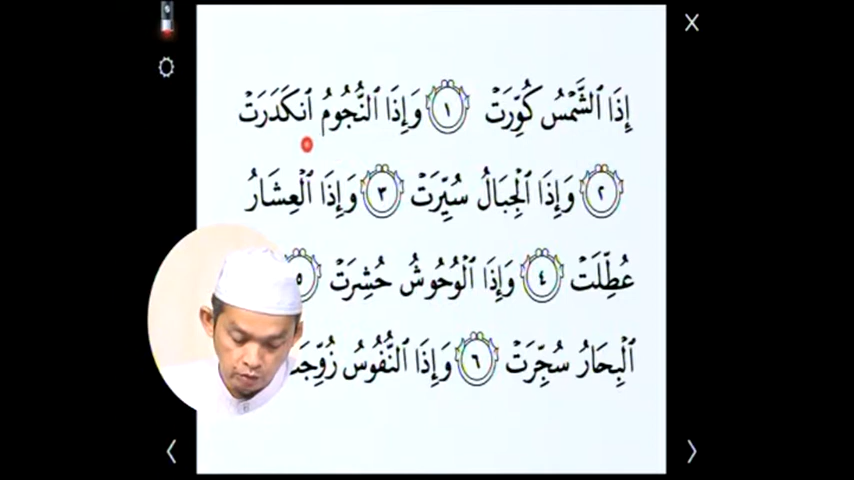 إِذَا ٱلشَّمْسُ كُوِّرَتْ ١ وَإِذَا ٱلنُّجُومُ ٱنكَدَرَتْ
٢ وَإِذَا ٱلْجِبَالُ سُيِّرَتْ ٣ وَإِذَا ٱلْعِشَارُ
عُطِّلَتْ ٤ وَإِذَا ٱلْوُحُوشُ حُشِرَتْ ٥
ٱلْبِحَارُ سُجِّرَتْ ٦ وَإِذَا ٱلنُّفُوسُ